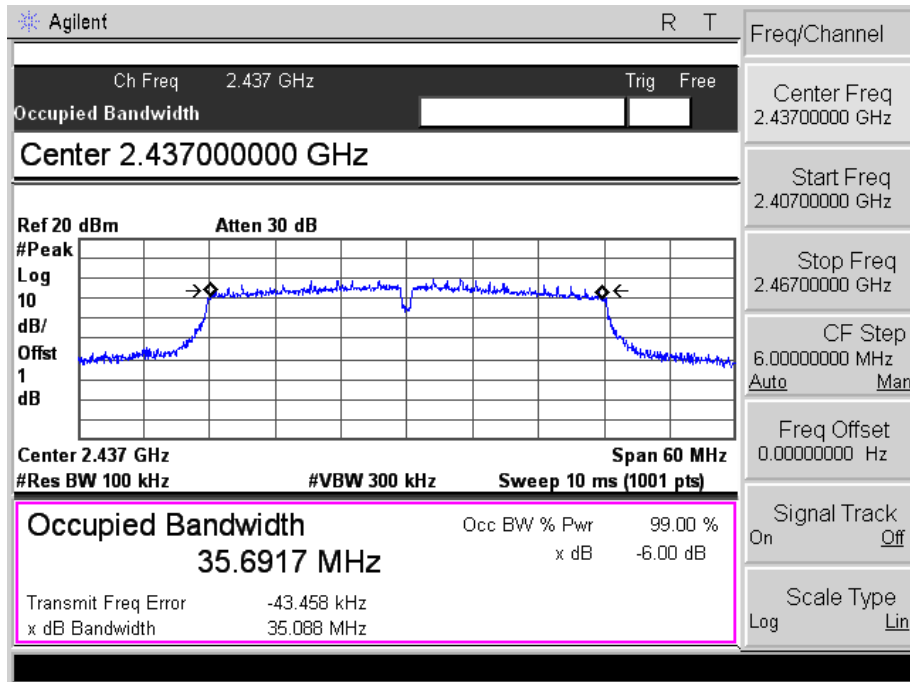 Agilent R T
Ch Freq 2.437 GHz Trig Free
Occupied Bandwidth
Center 2.437000000 GHz
Ref 20 dBm Atten 30 dB
#Peak
Log
10
dB/
Offst
1
dB
Center 2.437 GHz Span 60 MHz
#Res BW 100 kHz #VBW 300 kHz Sweep 10 ms (1001 pts)
Occupied Bandwidth
35.6917 MHz
Occ BW % Pwr 99.00 %
x dB -6.00 dB
Transmit Freq Error -43.458 kHz
x dB Bandwidth 35.088 MHz
Freq/Channel
Center Freq
2.43700000 GHz
Start Freq
2.40700000 GHz
Stop Freq
2.46700000 GHz
CF Step
6.00000000 MHz
Auto Man
Freq Offset
0.00000000 Hz
Signal Track
On Off
Scale Type
Log Lin